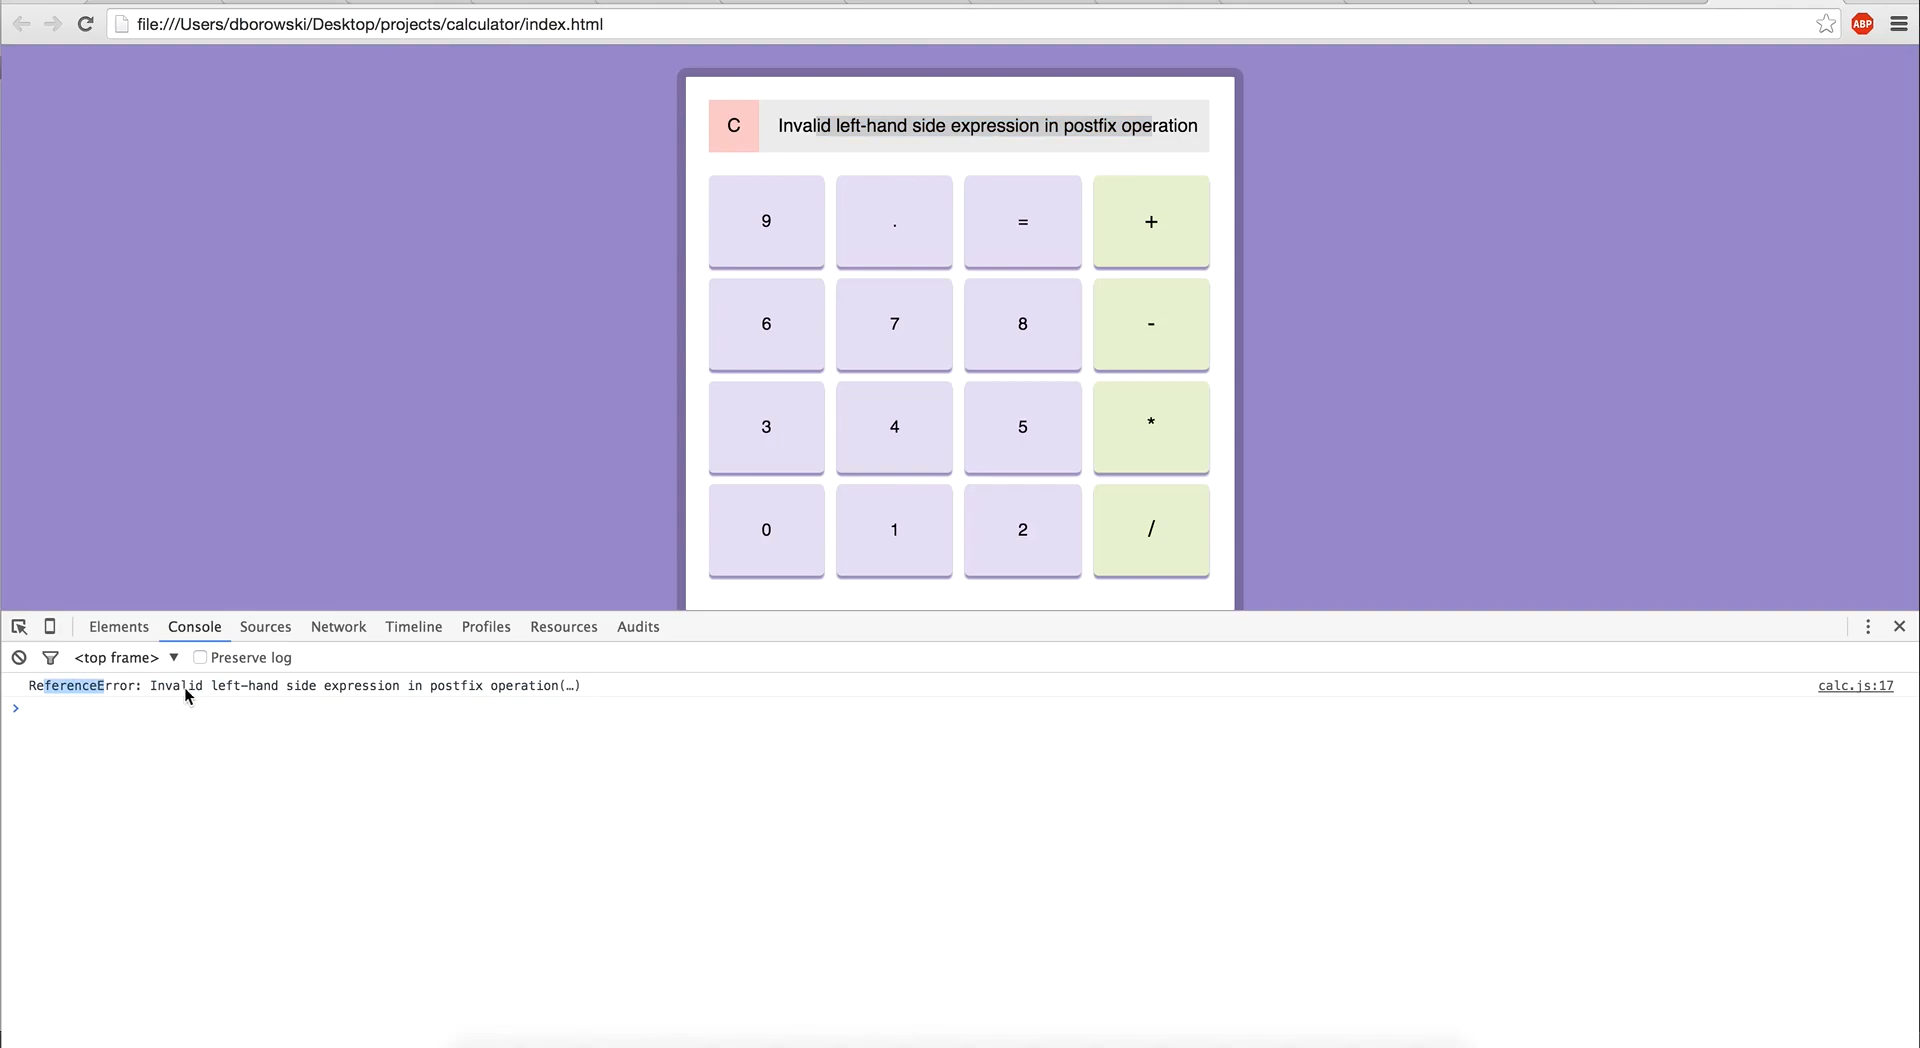 file:///Users/dborowski/Desktop/projects/calculator/index.html
ABP
C Invalid left-hand side expression in postfix operation
9 . = +
6 7 8 -
3 4 5 *
0 1 2 /
Elements Console Sources Network Timeline Profiles Resources Audits
<top frame> Preserve log
ReferenceError: Invalid left-hand side expression in postfix operation(…) calc.js:17
>